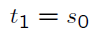 t₁ = s₀